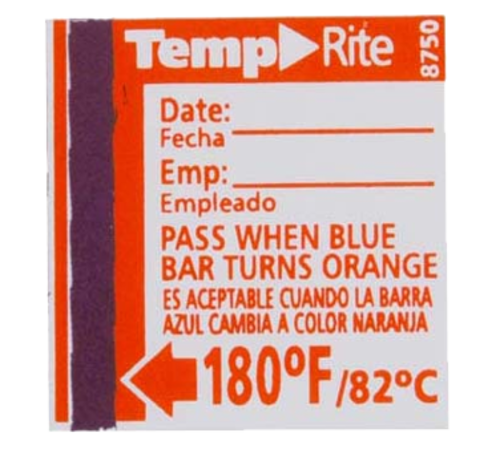 Temp Rite
8750
Date:
Fecha
Emp:
Empleado
PASS WHEN BLUE
BAR TURNS ORANGE
ES ACEPTABLE CUANDO LA BARRA
AZUL CAMBIA A COLOR NARANJA
180ºF/82ºC